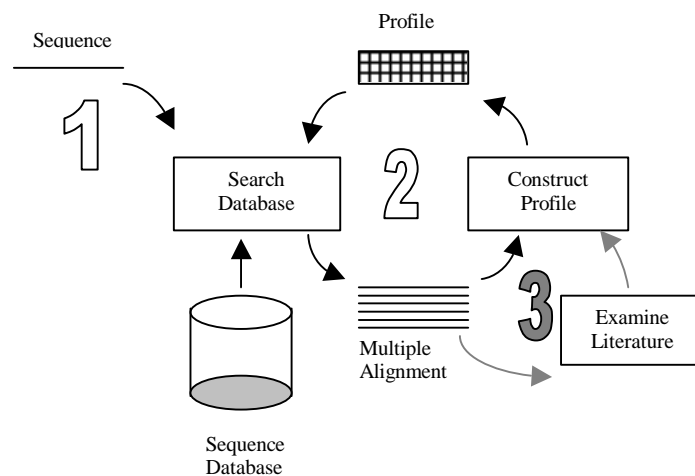 Sequence
Profile
1
Search
Database
2
Construct
Profile
3
Examine
Literature
Multiple
Alignment
Sequence
Database